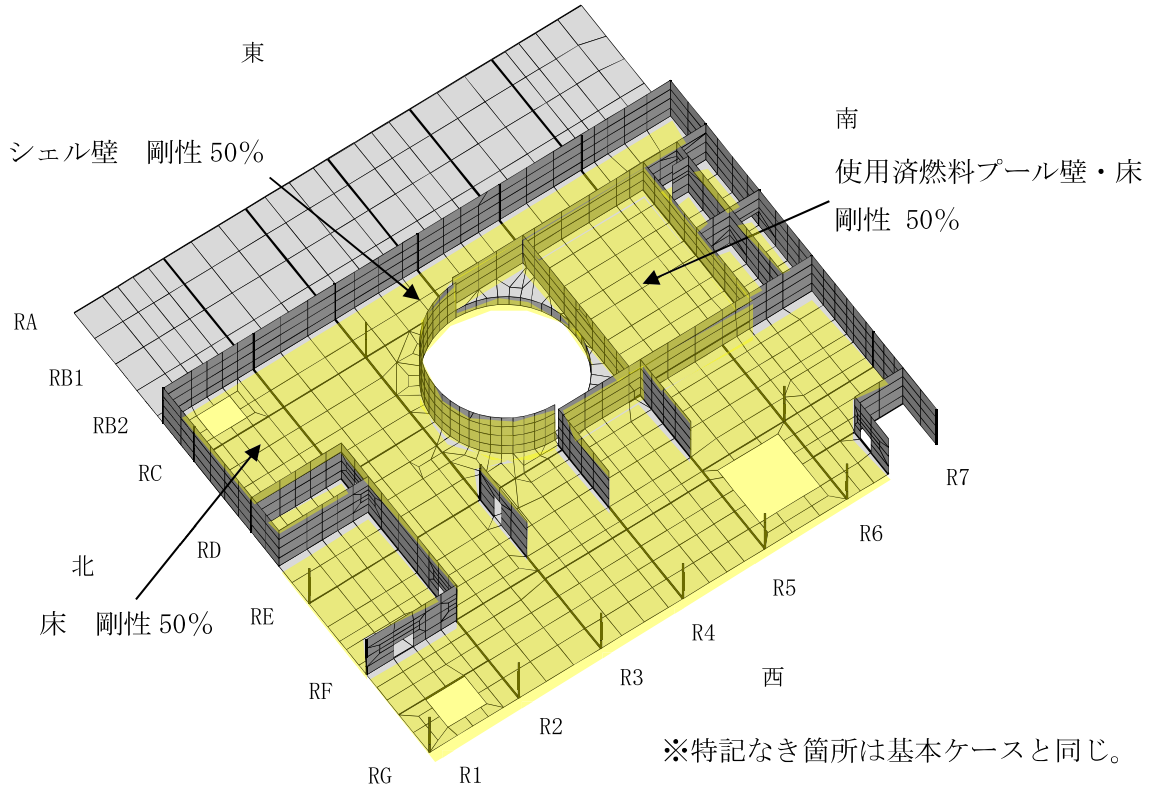 東
南
シェル壁　剛性 50%
使用済燃料プール壁・床
剛性 50%
RA
RB1
RB2
RC
RD
RE
RF
RG
北
床　剛性 50%
R1
R2
R3
R4
R5
R6
R7
西
※特記なき箇所は基本ケースと同じ。